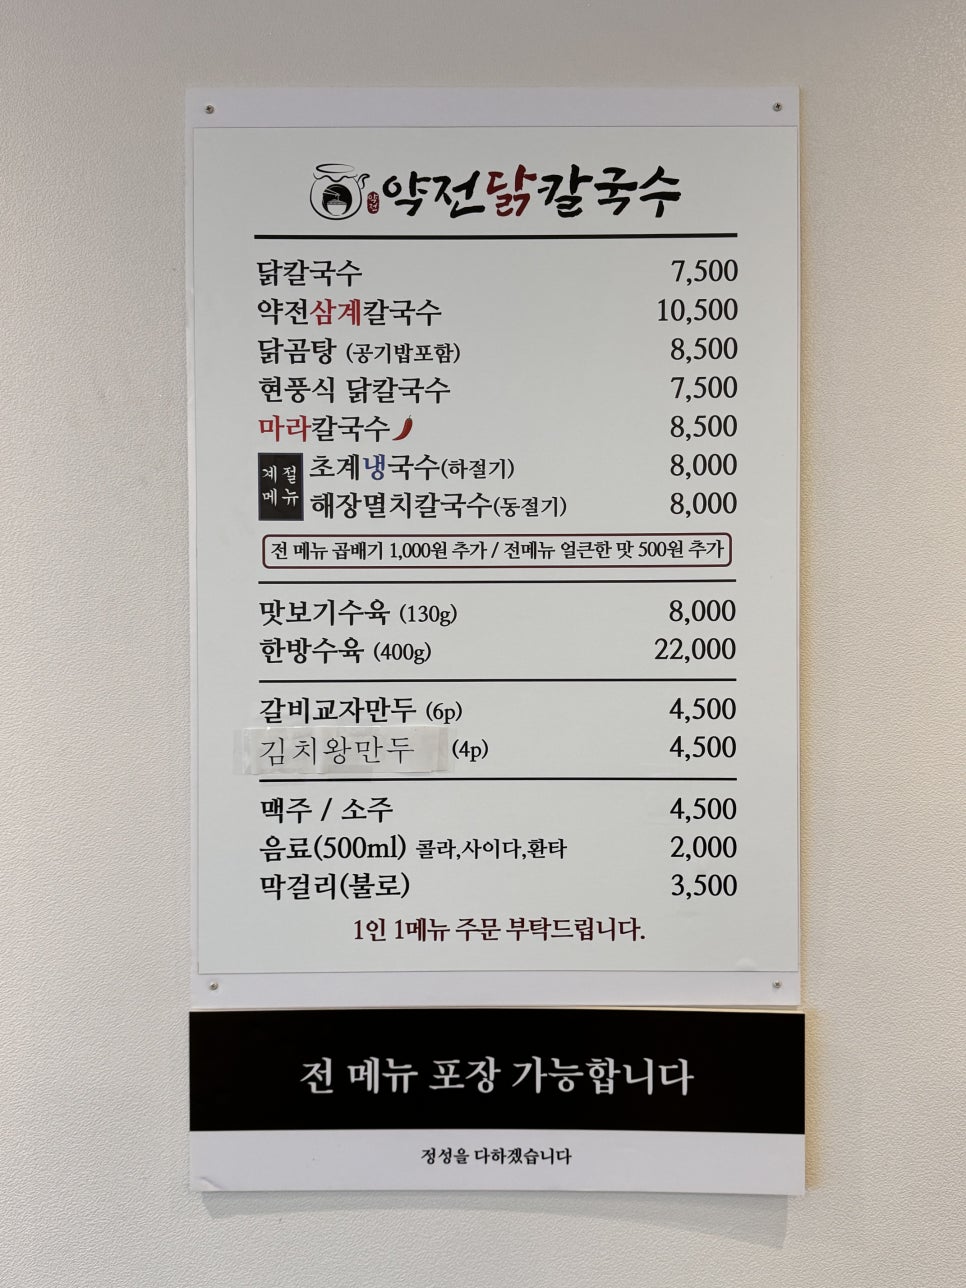 약전 약전닭칼국수
닭칼국수 7,500
약전삼계칼국수 10,500
닭곰탕 (공기밥포함) 8,500
현풍식 닭칼국수 7,500
마라칼국수 8,500
계절 메뉴
초계냉국수(하절기) 8,000
해장멸치칼국수(동절기) 8,000
전 메뉴 곱배기 1,000원 추가 / 전메뉴 얼큰한 맛 500원 추가
맛보기수육 (130g) 8,000
한방수육 (400g) 22,000
갈비교자만두 (6p) 4,500
김치왕만두 (4p) 4,500
맥주 / 소주 4,500
음료(500ml) 콜라,사이다,환타 2,000
막걸리(불로) 3,500
1인 1메뉴 주문 부탁드립니다.
전 메뉴 포장 가능합니다
정성을 다하겠습니다